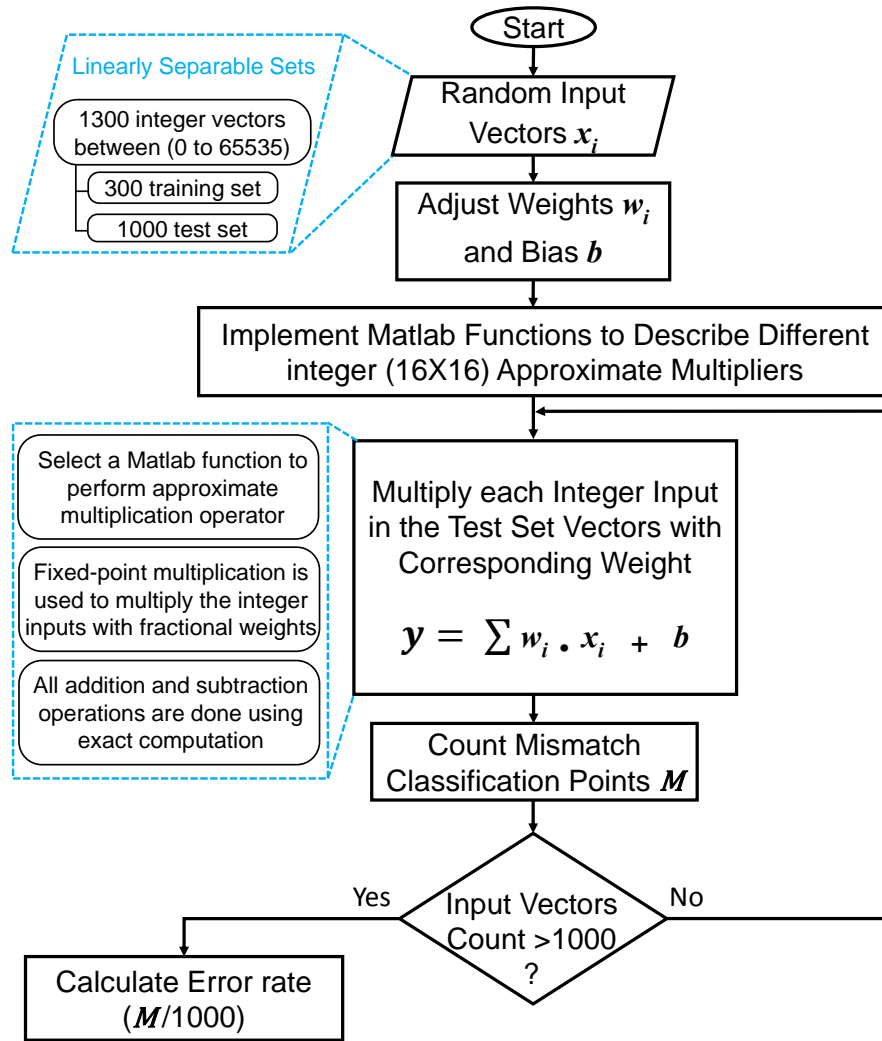 Start
Linearly Separable Sets
1300 integer vectors
between (0 to 65535)
300 training set
1000 test set
Random Input
Vectors x_i
Adjust Weights w_i
and Bias b
Implement Matlab Functions to Describe Different
integer (16X16) Approximate Multipliers
Select a Matlab function to
perform approximate
multiplication operator
Fixed-point multiplication is
used to multiply the integer
inputs with fractional weights
All addition and subtraction
operations are done using
exact computation
Multiply each Integer Input
in the Test Set Vectors with
Corresponding Weight
y = ∑ w_i . x_i + b
Count Mismatch
Classification Points M
Yes
No
Input Vectors
Count >1000
?
Calculate Error rate
(M/1000)